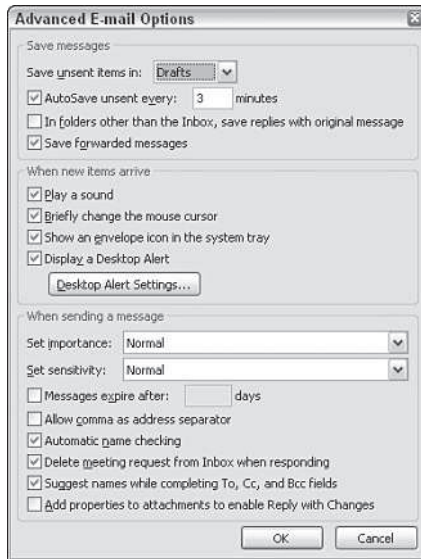 Advanced E-mail Options
Save messages
Save unsent items in: Drafts
AutoSave unsent every: 3 minutes
In folders other than the Inbox, save replies with original message
Save forwarded messages
When new items arrive
Play a sound
Briefly change the mouse cursor
Show an envelope icon in the system tray
Display a Desktop Alert
Desktop Alert Settings...
When sending a message
Set importance: Normal
Set sensitivity: Normal
Messages expire after: days
Allow comma as address separator
Automatic name checking
Delete meeting request from Inbox when responding
Suggest names while completing To, Cc, and Bcc fields
Add properties to attachments to enable Reply with Changes
OK Cancel